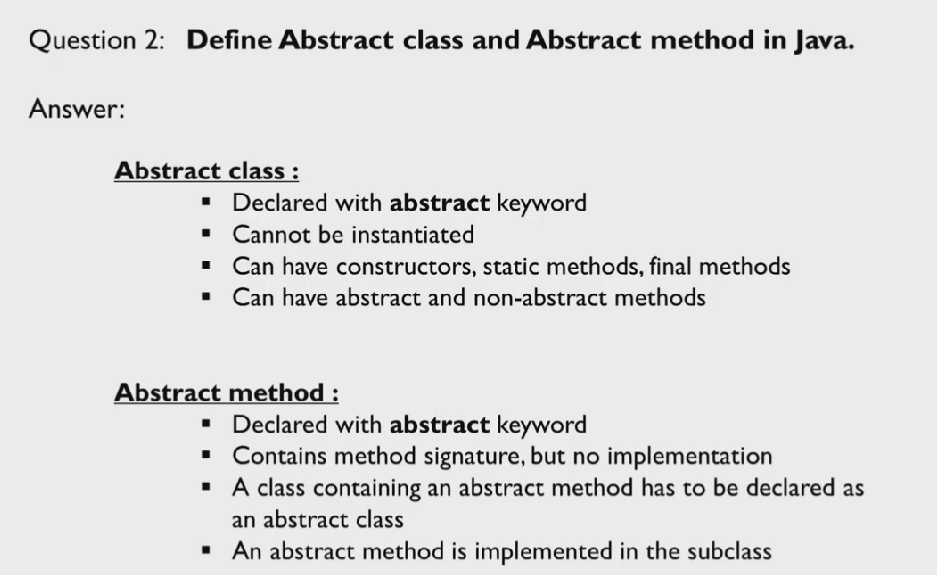 Question 2: Define Abstract class and Abstract method in Java.
Answer:
Abstract class :
▪ Declared with abstract keyword
▪ Cannot be instantiated
▪ Can have constructors, static methods, final methods
▪ Can have abstract and non-abstract methods
Abstract method :
▪ Declared with abstract keyword
▪ Contains method signature, but no implementation
▪ A class containing an abstract method has to be declared as
an abstract class
▪ An abstract method is implemented in the subclass